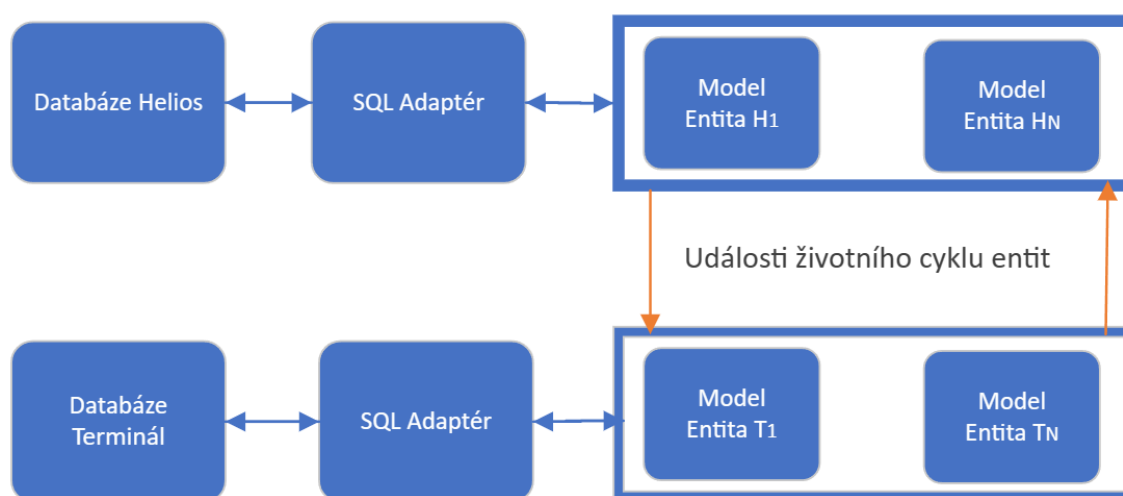 Databáze Helios
SQL Adaptér
Model
Entita H1
Model
Entita HN
Události životního cyklu entit
Databáze
Terminál
SQL Adaptér
Model
Entita T1
Model
Entita TN